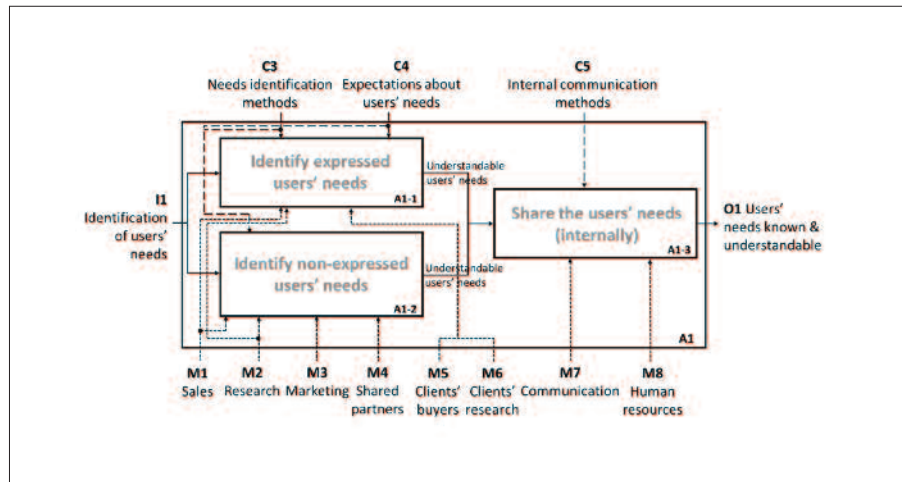 C3
Needs identification
methods
C4
Expectations about
users' needs
C5
Internal communication
methods
Identify expressed
users' needs
A1-1
Understandable
users' needs
I1
Identification
of users'
needs
Share the users' needs
(internally)
A1-3
O1 Users'
needs known &
understandable
Identify non-expressed
users' needs
A1-2
Understandable
users' needs
A1
M1
Sales
M2
Research
M3
Marketing
M4
Shared
partners
M5
Clients'
buyers
M6
Clients'
research
M7
Communication
M8
Human
resources